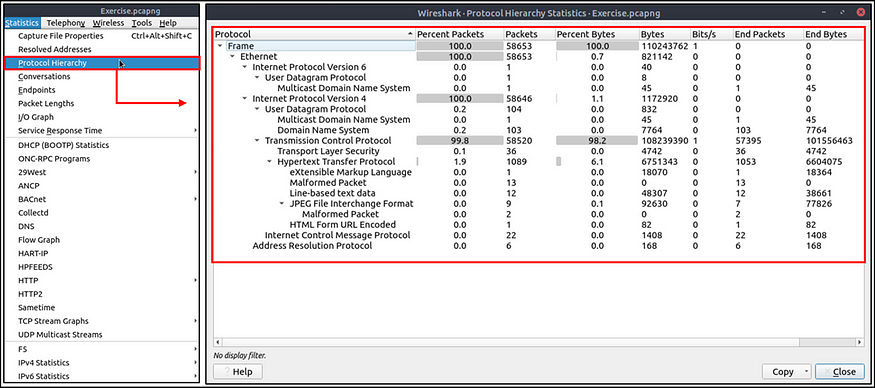 Exercise.pcapng
Statistics Telephony Wireless Tools Help
Capture File Properties Ctrl+Alt+Shift+C
Resolved Addresses
Protocol Hierarchy
Conversations
Endpoints
Packet Lengths
I/O Graph
Service Response Time
DHCP (BOOTP) Statistics
ONC-RPC Programs
29West
ANCP
BACnet
Collectd
DNS
Flow Graph
HART-IP
HPFEEDS
HTTP
HTTP2
Sametime
TCP Stream Graphs
UDP Multicast Streams
F5
IPv4 Statistics
IPv6 Statistics
Wireshark · Protocol Hierarchy Statistics · Exercise.pcapng
Protocol Percent Packets Packets Percent Bytes Bytes Bits/s End Packets End Bytes
Frame 100.0 58653 100.0 110243762 1 0 0
Ethernet 100.0 58653 0.7 821142 0 0 0
Internet Protocol Version 6 0.0 1 0.0 40 0 0 0
User Datagram Protocol 0.0 1 0.0 8 0 0 0
Multicast Domain Name System 0.0 1 0.0 45 0 1 45
Internet Protocol Version 4 100.0 58646 1.1 1172920 0 0 0
User Datagram Protocol 0.2 104 0.0 832 0 0 0
Multicast Domain Name System 0.0 1 0.0 45 0 1 45
Domain Name System 0.2 103 0.0 7764 0 103 7764
Transmission Control Protocol 99.8 58520 98.2 108239390 1 57395 101556463
Transport Layer Security 0.1 36 0.0 4742 0 36 4742
Hypertext Transfer Protocol 1.9 1089 6.1 6751343 0 1053 6604075
eXtensible Markup Language 0.0 1 0.0 18070 0 1 18364
Malformed Packet 0.0 13 0.0 0 0 13 0
Line-based text data 0.0 12 0.0 48307 0 12 38661
JPEG File Interchange Format 0.0 9 0.1 92630 0 7 77826
Malformed Packet 0.0 2 0.0 0 0 2 0
HTML Form URL Encoded 0.0 1 0.0 82 0 1 82
Internet Control Message Protocol 0.0 22 0.0 1408 0 22 1408
Address Resolution Protocol 0.0 6 0.0 168 0 6 168
No display filter.
Help Copy Close